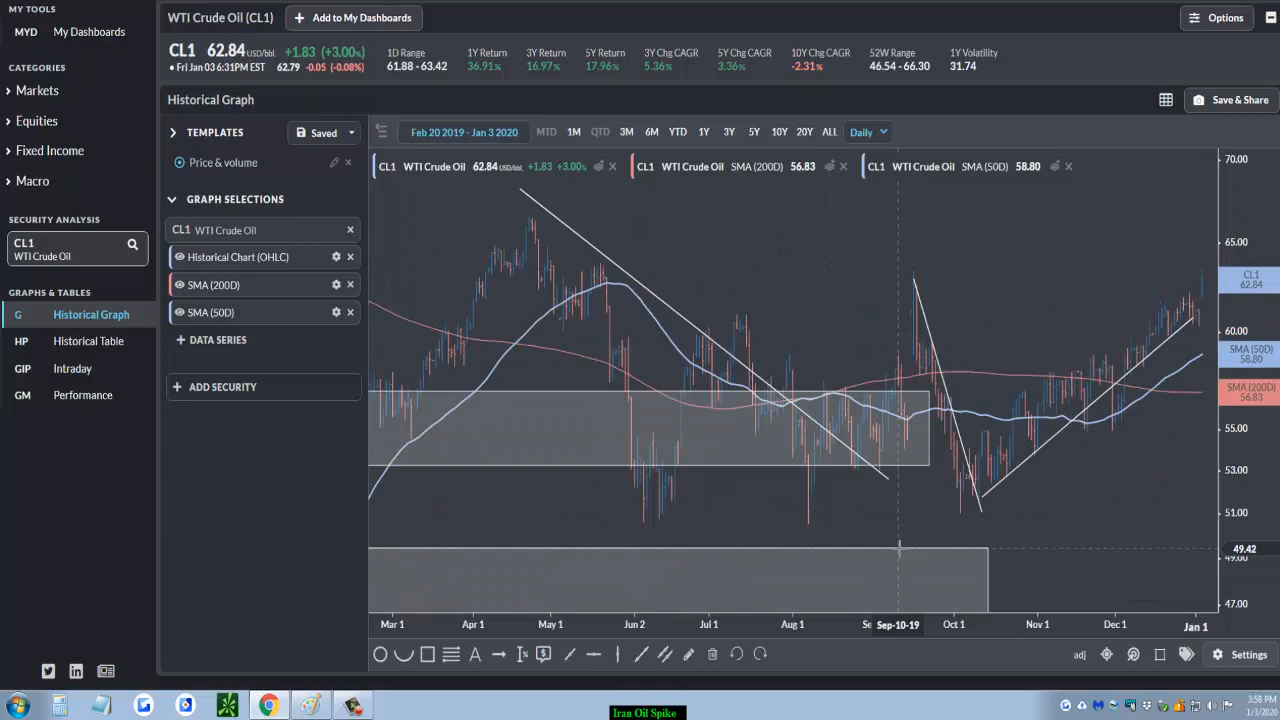 MY TOOLS
MYD My Dashboards
CATEGORIES
Markets
Equities
Fixed Income
Macro
SECURITY ANALYSIS
CL1
WTI Crude Oil
GRAPHS & TABLES
G Historical Graph
HP Historical Table
GIP Intraday
GM Performance
WTI Crude Oil (CL1) + Add to My Dashboards Options
CL1 62.84 USD/bbl. +1.83 (+3.00%)
• Fri Jan 03 6:31PM EST 62.79 -0.05 (-0.08%)
1D Range 1Y Return 3Y Return 5Y Return 3Y Chg CAGR 5Y Chg CAGR 10Y Chg CAGR 52W Range 1Y Volatility
61.88 - 63.42 36.91% 16.97% 17.96% 5.36% 3.36% -2.31% 46.54 - 66.30 31.74
Historical Graph Save & Share
TEMPLATES Saved
Price & volume
GRAPH SELECTIONS
CL1 WTI Crude Oil
Historical Chart (OHLC)
SMA (200D)
SMA (50D)
+ DATA SERIES
+ ADD SECURITY
Feb 20 2019 - Jan 3 2020 MTD 1M QTD 3M 6M YTD 1Y 3Y 5Y 10Y 20Y ALL Daily
CL1 WTI Crude Oil 62.84 USD/bbl. +1.83 +3.00% CL1 WTI Crude Oil SMA (200D) 56.83 CL1 WTI Crude Oil SMA (50D) 58.80
70.00
65.00
CL1
62.84
60.00
SMA (50D)
58.80
SMA (200D)
56.83
55.00
53.00
51.00
49.42
49.00
47.00
Mar 1 Apr 1 May 1 Jun 2 Jul 1 Aug 1 Se Sep-10-19 Oct 1 Nov 1 Dec 1 Jan 1
adj Settings
3:58 PM
1/3/2020
Iran Oil Spike